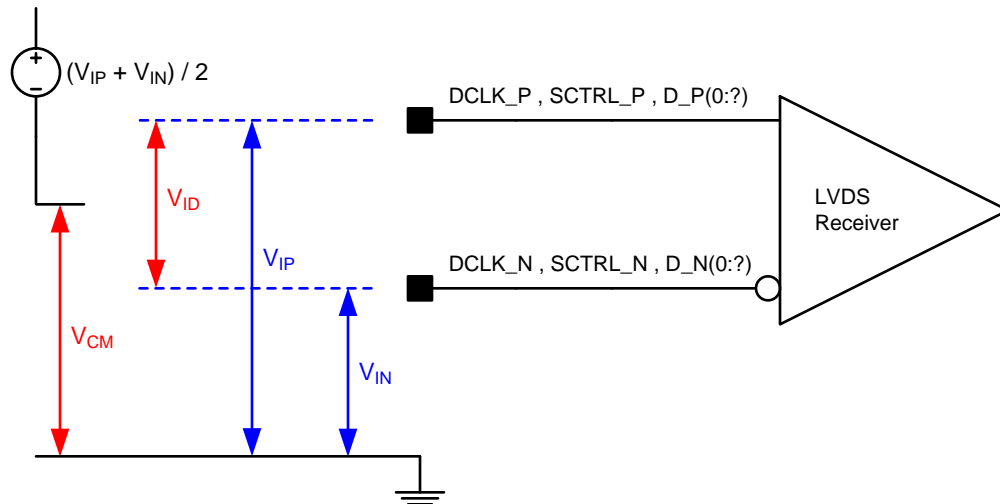 +
(VIP + VIN) / 2
−
DCLK_P , SCTRL_P , D_P(0:?)
VID
LVDS
Receiver
VIP
DCLK_N , SCTRL_N , D_N(0:?)
VCM
VIN